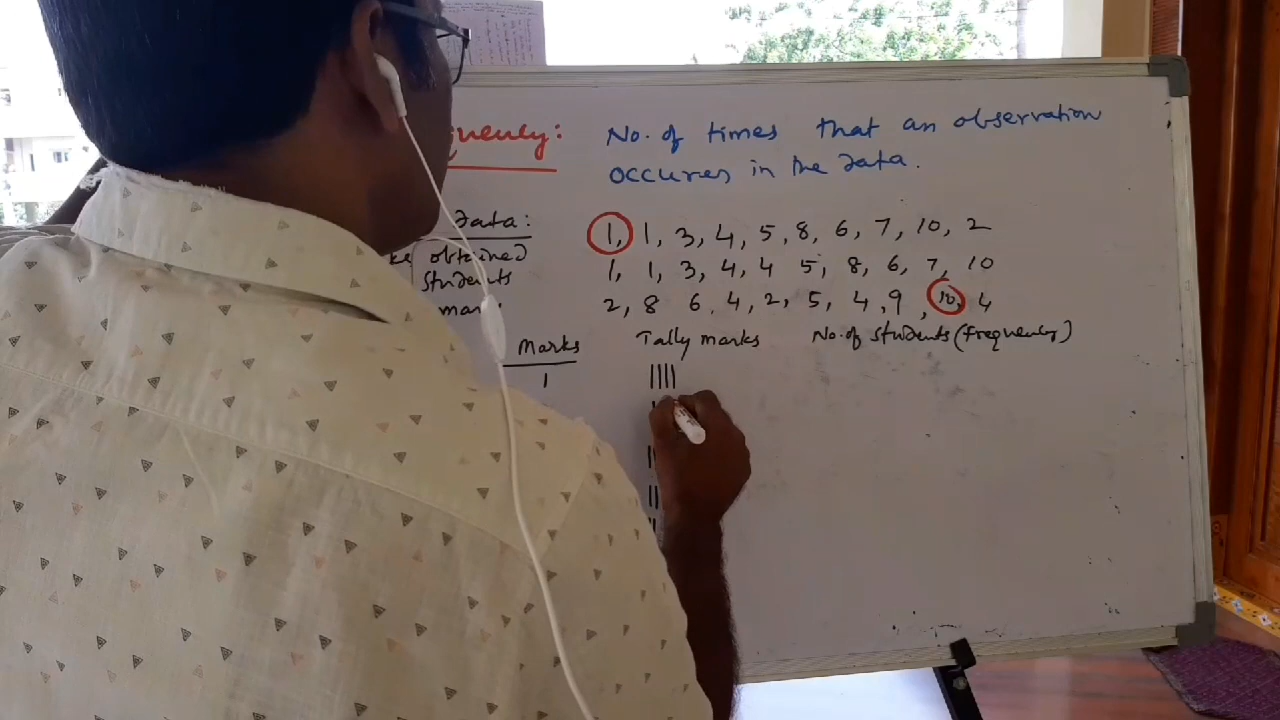 quency: No. of times that an observation
occures in the data.
data: 1, 1, 3, 4, 5, 8, 6, 7, 10, 2
obtained 1, 1, 3, 4, 4 5, 8, 6, 7, 10
students 2, 8 6, 4, 2, 5, 4, 9, 10, 4
Marks Tally marks No. of students (frequency)
1 ||||